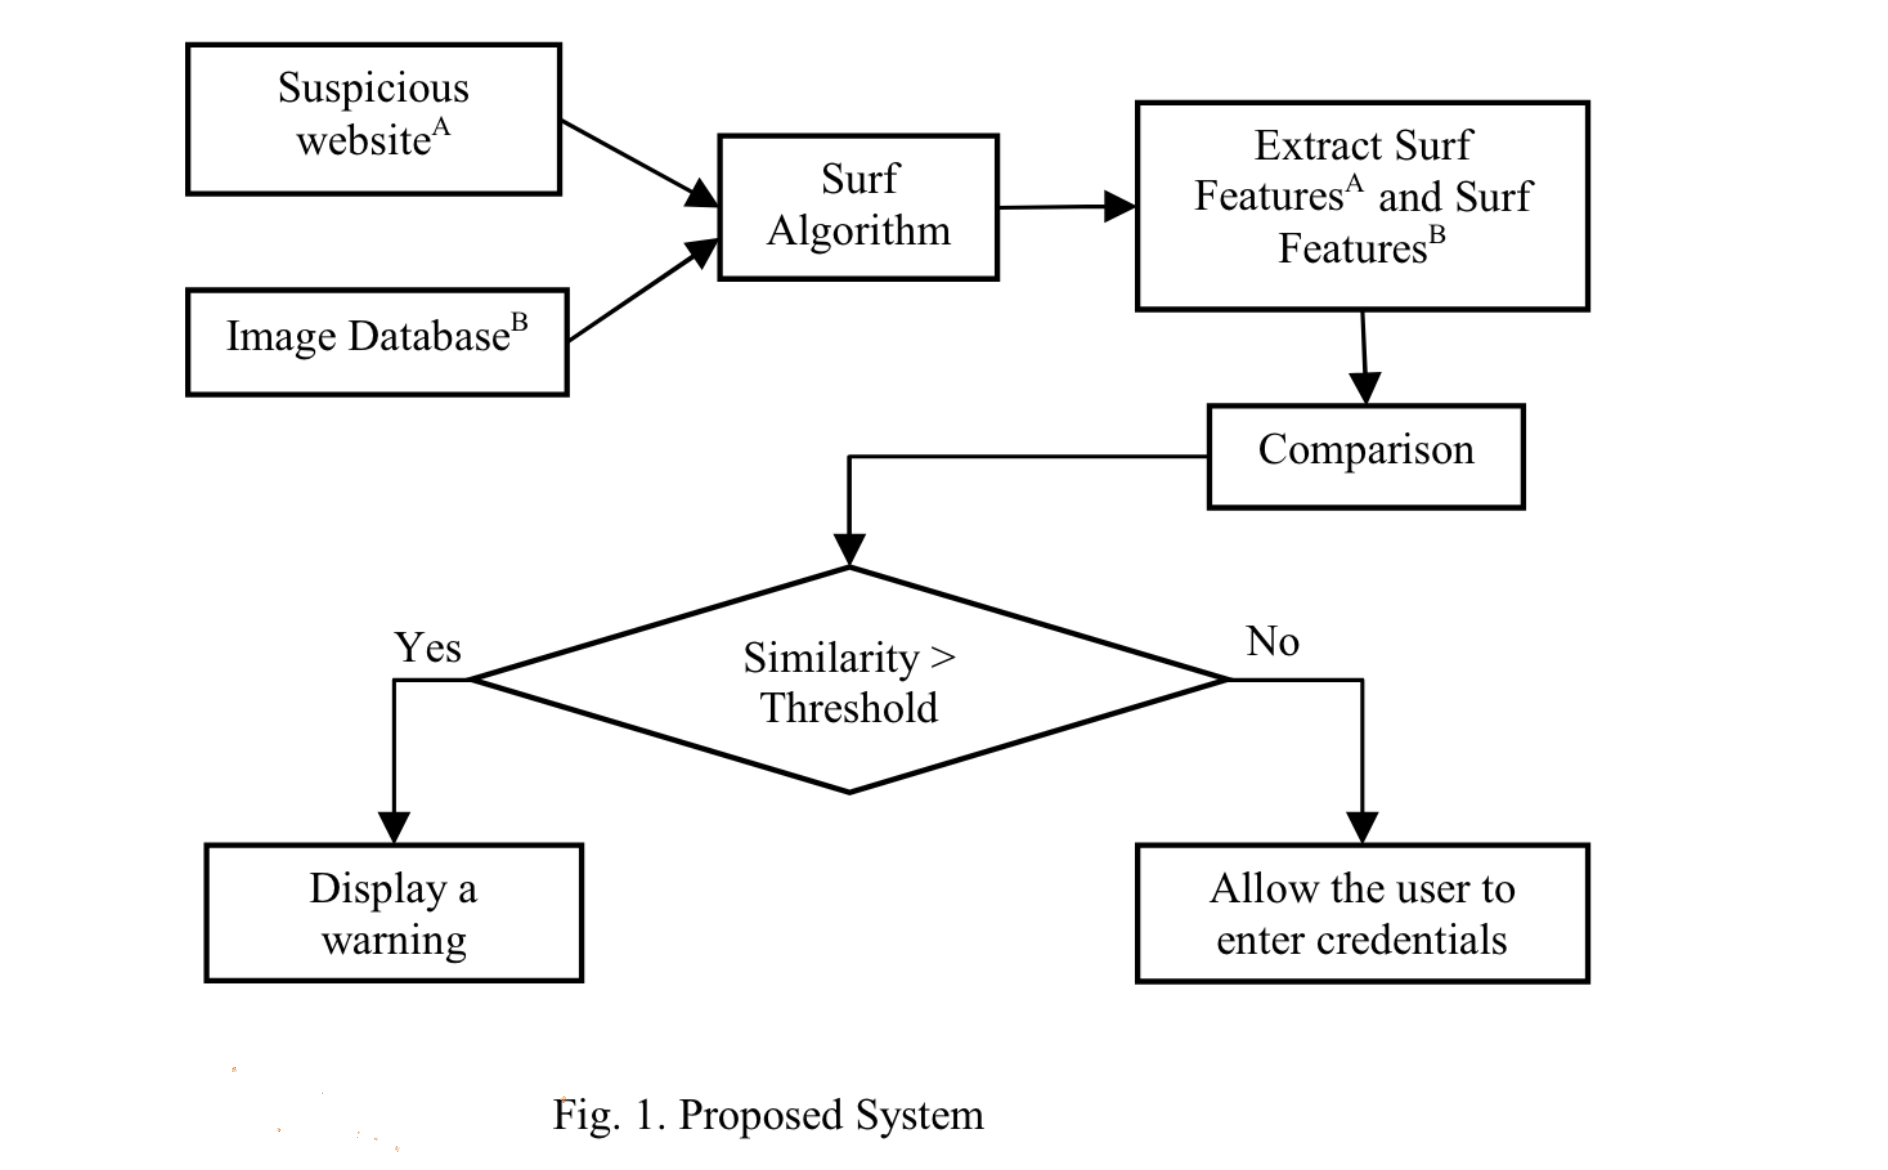 Suspicious
website^A
Surf
Algorithm
Extract Surf
Features^A and Surf
Features^B
Image Database^B
Comparison
Similarity >
Threshold
Yes
No
Display a
warning
Allow the user to
enter credentials
Fig. 1. Proposed System